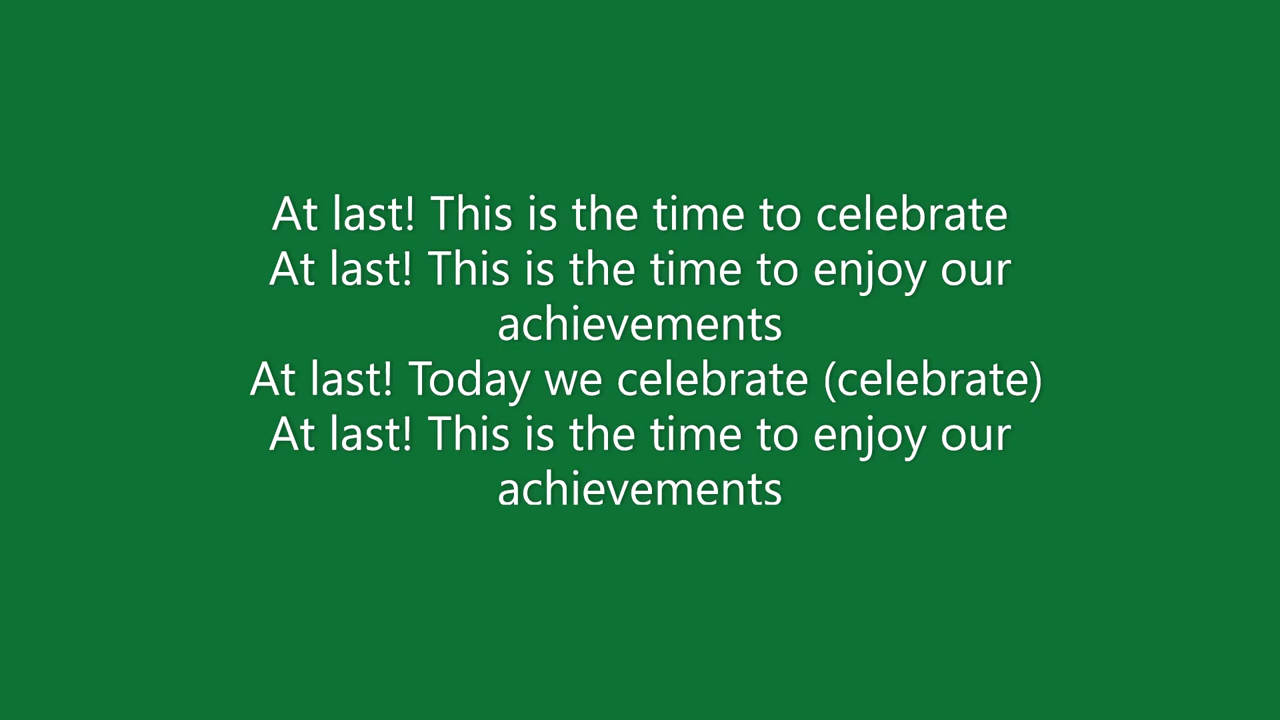 At last! This is the time to celebrate
At last! This is the time to enjoy our
achievements
At last! Today we celebrate (celebrate)
At last! This is the time to enjoy our
achievements